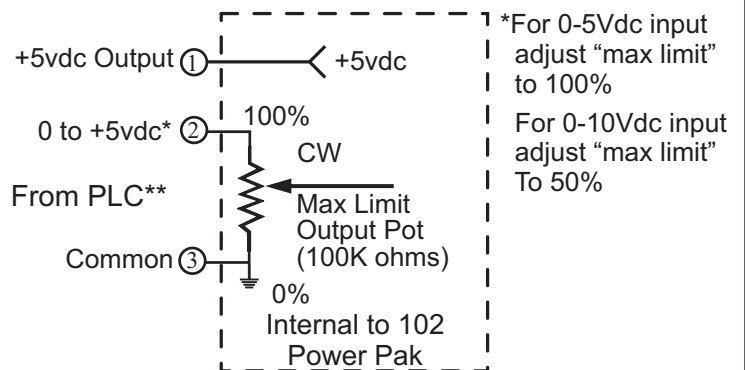 +5vdc Output 1
+5vdc
*For 0-5Vdc input
adjust “max limit”
to 100%
For 0-10Vdc input
adjust “max limit”
To 50%
0 to +5vdc* 2
100%
CW
From PLC**
Max Limit
Output Pot
(100K ohms)
Common 3
0%
Internal to 102
Power Pak